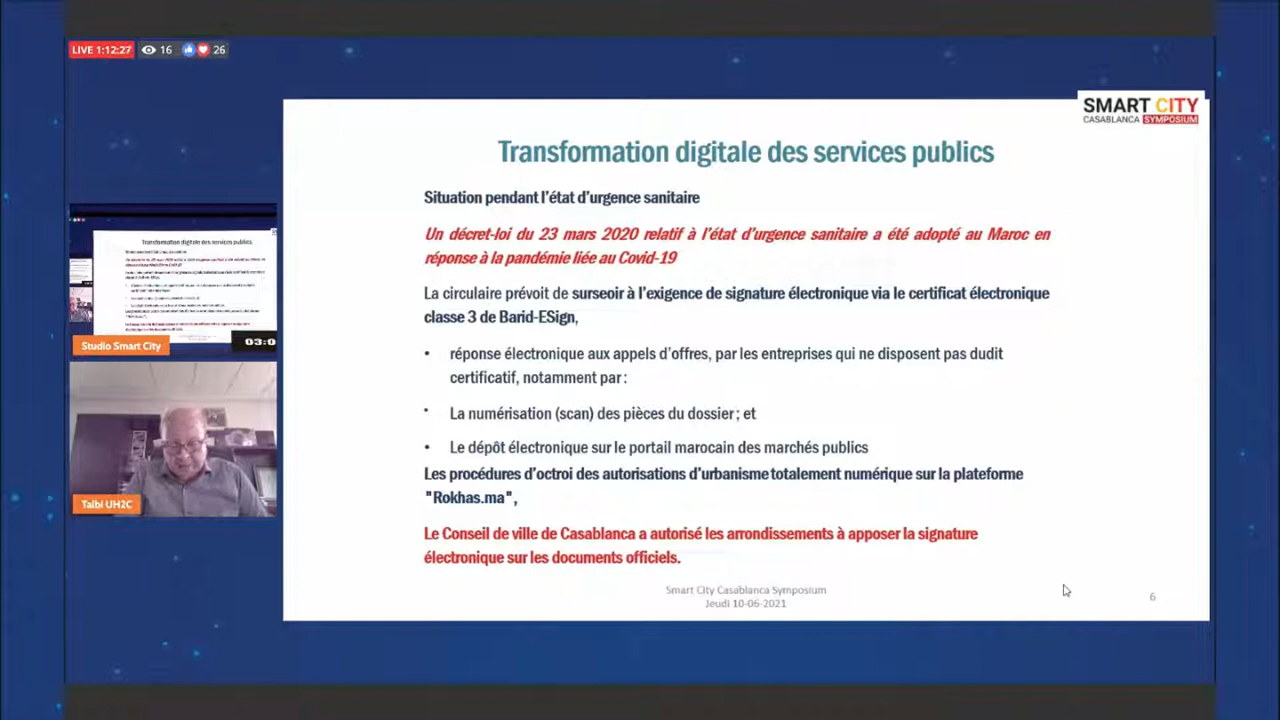 LIVE 1:12:27 16 26
SMART CITY
CASABLANCA SYMPOSIUM
Transformation digitale des services publics
Situation pendant l'état d'urgence sanitaire
Un décret-loi du 23 mars 2020 relatif à l'état d'urgence sanitaire a été adopté au Maroc en
réponse à la pandémie liée au Covid-19
La circulaire prévoit de surseoir à l'exigence de signature électronique via le certificat électronique
classe 3 de Barid-ESign,
• réponse électronique aux appels d'offres, par les entreprises qui ne disposent pas dudit
certificatif, notamment par :
• La numérisation (scan) des pièces du dossier ; et
• Le dépôt électronique sur le portail marocain des marchés publics
Les procédures d'octroi des autorisations d'urbanisme totalement numérique sur la plateforme
"Rokhas.ma",
Le Conseil de ville de Casablanca a autorisé les arrondissements à apposer la signature
électronique sur les documents officiels.
Smart City Casablanca Symposium
Jeudi 10-06-2021
6
Transformation digitale des services publics
Studio Smart City
03:0
Talbi UH2C